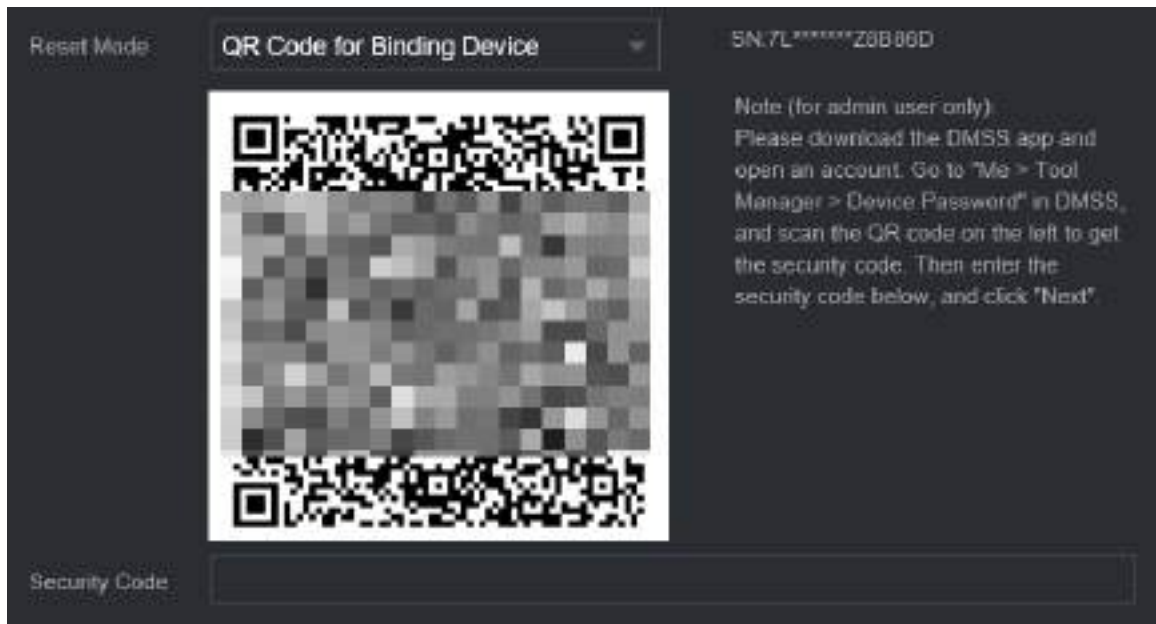 Reset Mode
QR Code for Binding Device
SN:7L*******Z8B86D
Note (for admin user only):
Please download the DMSS app and
open an account. Go to "Me > Tool
Manager > Device Password" in DMSS,
and scan the QR code on the left to get
the security code. Then enter the
security code below, and click "Next".
Security Code